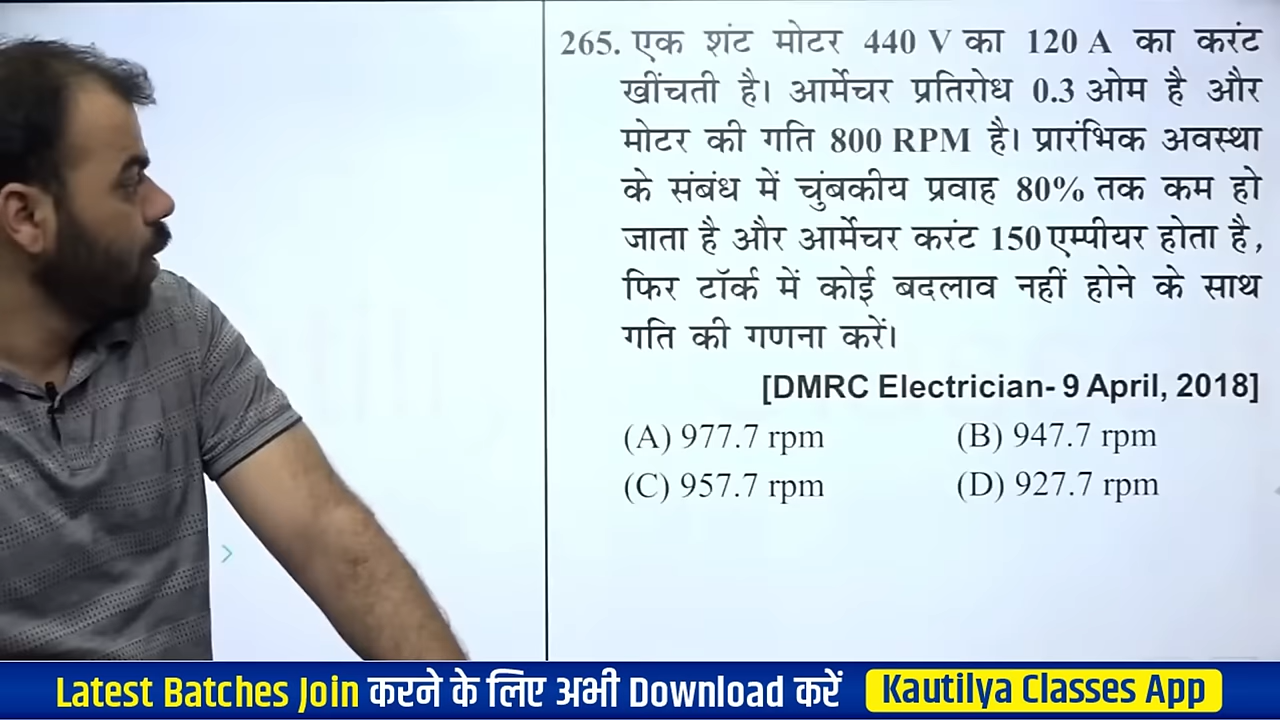 265. एक शंट मोटर 440 V का 120 A का करंट
खींचती है। आर्मेचर प्रतिरोध 0.3 ओम है और
मोटर की गति 800 RPM है। प्रारंभिक अवस्था
के संबंध में चुंबकीय प्रवाह 80% तक कम हो
जाता है और आर्मेचर करंट 150 एम्पीयर होता है,
फिर टॉर्क में कोई बदलाव नहीं होने के साथ
गति की गणना करें।
[DMRC Electrician- 9 April, 2018]
(A) 977.7 rpm (B) 947.7 rpm
(C) 957.7 rpm (D) 927.7 rpm
Latest Batches Join करने के लिए अभी Download करें Kautilya Classes App